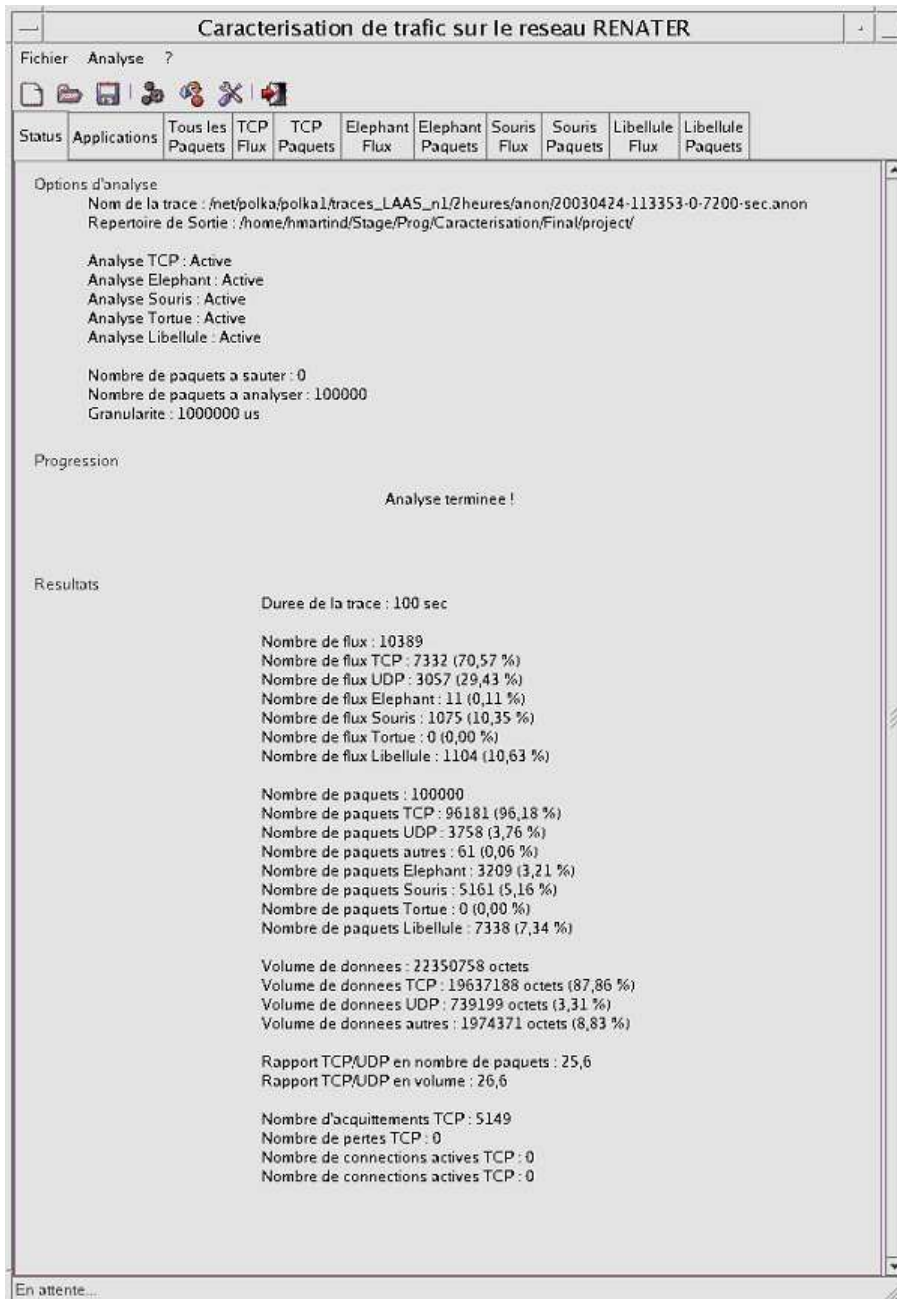 Caracterisation de trafic sur le reseau RENATER
Fichier Analyse ?
Status Applications Tous les Paquets TCP Flux TCP Paquets Elephant Flux Elephant Paquets Souris Flux Souris Paquets Libellule Flux Libellule Paquets
Options d'analyse
Nom de la trace : /net/polka/polka1/traces_LAAS_n1/2heures/anon/20030424-113353-0-7200-sec.anon
Repertoire de Sortie : /home/hmartind/Stage/Prog/Caracterisation/Final/project/
Analyse TCP : Active
Analyse Elephant : Active
Analyse Souris : Active
Analyse Tortue : Active
Analyse Libellule : Active
Nombre de paquets a sauter : 0
Nombre de paquets a analyser : 100000
Granularite : 1000000 us
Progression
Analyse terminee !
Resultats
Duree de la trace : 100 sec
Nombre de flux : 10389
Nombre de flux TCP : 7332 (70,57 %)
Nombre de flux UDP : 3057 (29,43 %)
Nombre de flux Elephant : 11 (0,11 %)
Nombre de flux Souris : 1075 (10,35 %)
Nombre de flux Tortue : 0 (0,00 %)
Nombre de flux Libellule : 1104 (10,63 %)
Nombre de paquets : 100000
Nombre de paquets TCP : 96181 (96,18 %)
Nombre de paquets UDP : 3758 (3,76 %)
Nombre de paquets autres : 61 (0,06 %)
Nombre de paquets Elephant : 3209 (3,21 %)
Nombre de paquets Souris : 5161 (5,16 %)
Nombre de paquets Tortue : 0 (0,00 %)
Nombre de paquets Libellule : 7338 (7,34 %)
Volume de donnees : 22350758 octets
Volume de donnees TCP : 19637188 octets (87,86 %)
Volume de donnees UDP : 739199 octets (3,31 %)
Volume de donnees autres : 1974371 octets (8,83 %)
Rapport TCP/UDP en nombre de paquets : 25,6
Rapport TCP/UDP en volume : 26,6
Nombre d'acquittements TCP : 5149
Nombre de pertes TCP : 0
Nombre de connections actives TCP : 0
Nombre de connections actives TCP : 0
En attente...